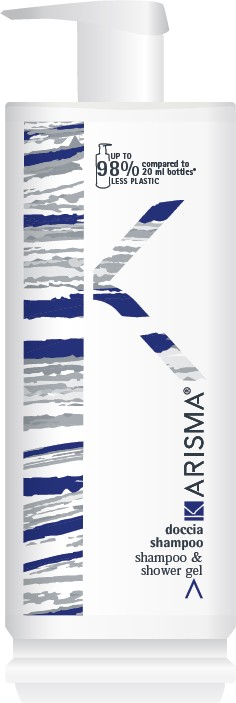 UP TO
98% compared to
20 ml bottles*
LESS PLASTIC
KARISMA®
doccia
shampoo
shampoo &
shower gel